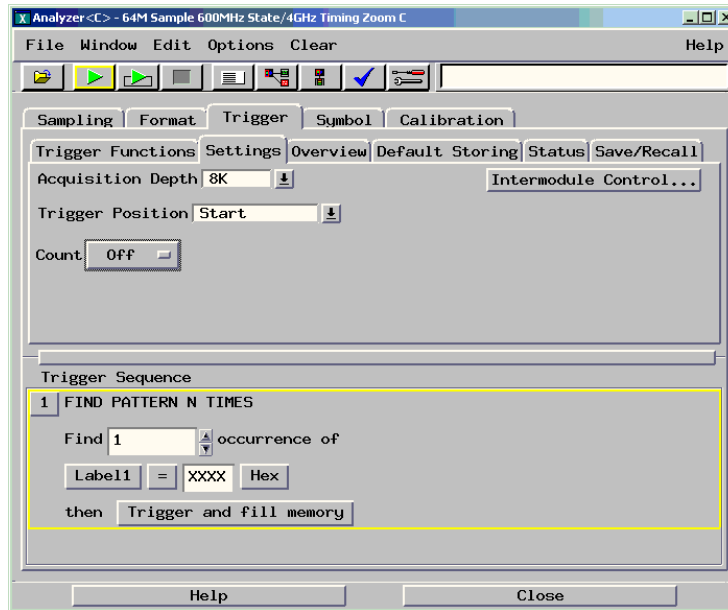 Analyzer<C> - 64M Sample 600MHz State/4GHz Timing Zoom C
File Window Edit Options Clear Help
Sampling Format Trigger Symbol Calibration
Trigger Functions Settings Overview Default Storing Status Save/Recall
Acquisition Depth 8K Intermodule Control...
Trigger Position Start
Count Off
Trigger Sequence
1 FIND PATTERN N TIMES
Find 1 occurrence of
Label1 = XXXX Hex
then Trigger and fill memory
Help Close